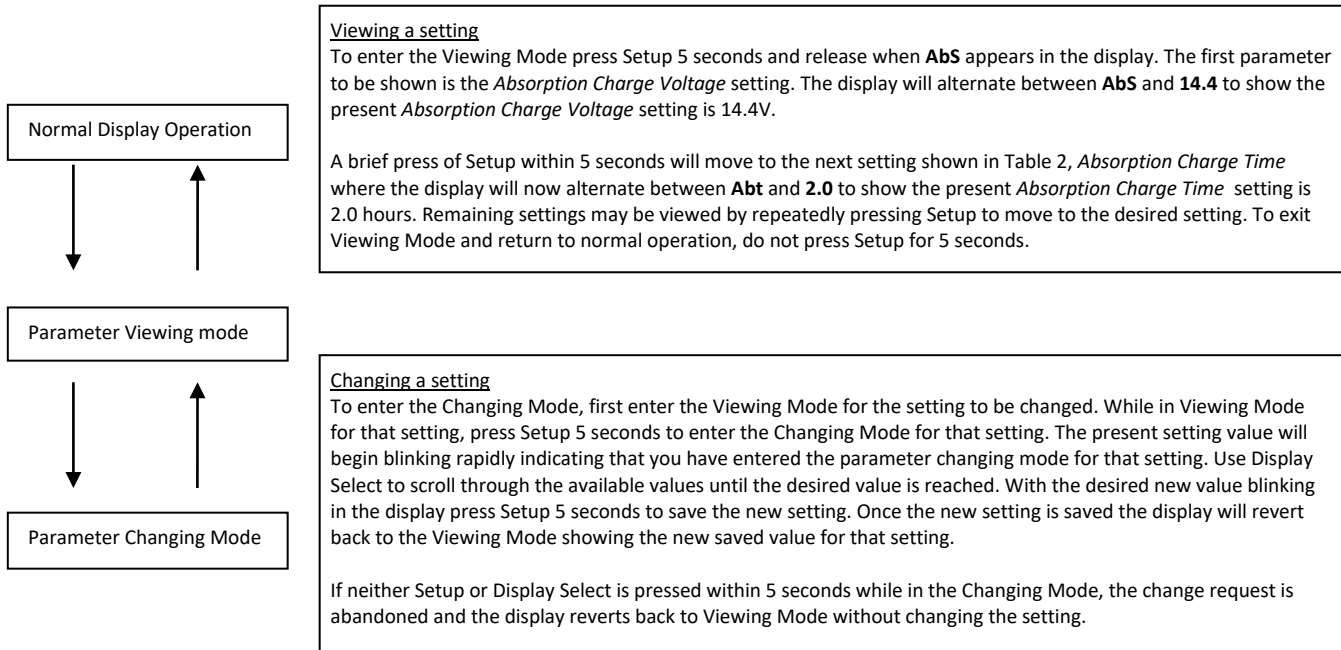 Normal Display Operation
Parameter Viewing mode
Parameter Changing Mode
Viewing a setting
To enter the Viewing Mode press Setup 5 seconds and release when AbS appears in the display. The first parameter
to be shown is the Absorption Charge Voltage setting. The display will alternate between AbS and 14.4 to show the
present Absorption Charge Voltage setting is 14.4V.
A brief press of Setup within 5 seconds will move to the next setting shown in Table 2, Absorption Charge Time
where the display will now alternate between Abt and 2.0 to show the present Absorption Charge Time setting is
2.0 hours. Remaining settings may be viewed by repeatedly pressing Setup to move to the desired setting. To exit
Viewing Mode and return to normal operation, do not press Setup for 5 seconds.
Changing a setting
To enter the Changing Mode, first enter the Viewing Mode for the setting to be changed. While in Viewing Mode
for that setting, press Setup 5 seconds to enter the Changing Mode for that setting. The present setting value will
begin blinking rapidly indicating that you have entered the parameter changing mode for that setting. Use Display
Select to scroll through the available values until the desired value is reached. With the desired new value blinking
in the display press Setup 5 seconds to save the new setting. Once the new setting is saved the display will revert
back to the Viewing Mode showing the new saved value for that setting.
If neither Setup or Display Select is pressed within 5 seconds while in the Changing Mode, the change request is
abandoned and the display reverts back to Viewing Mode without changing the setting.